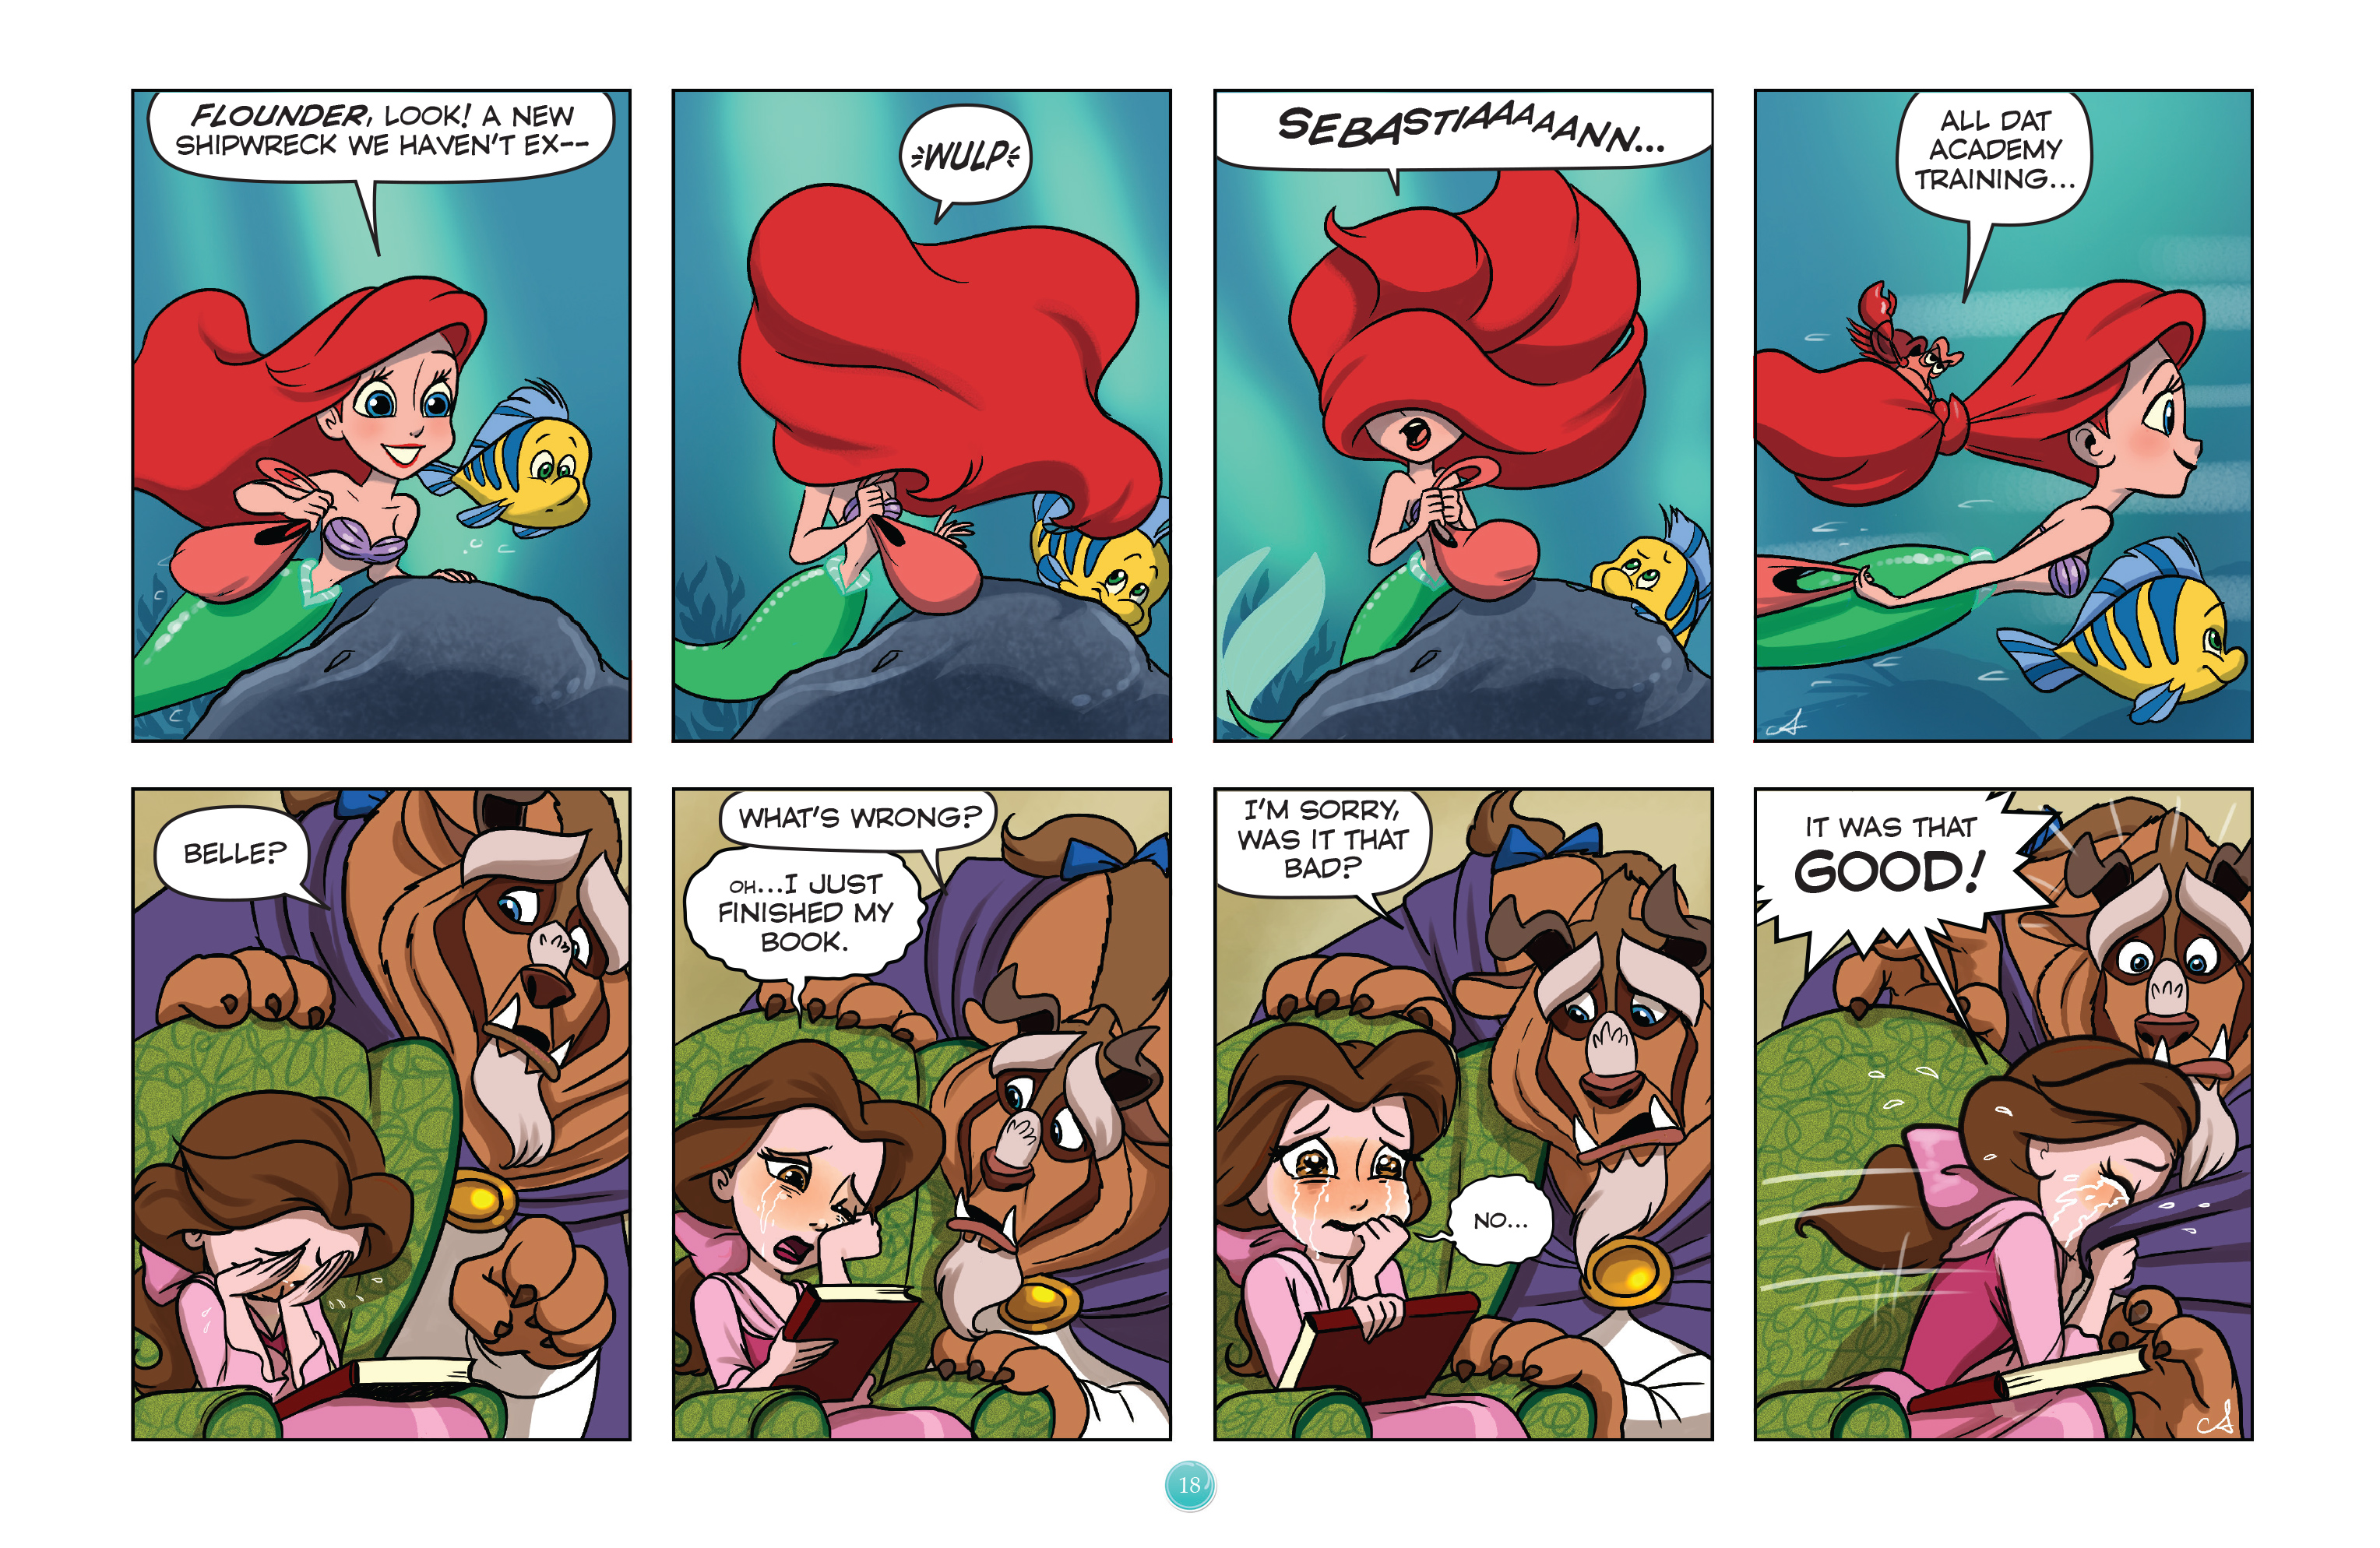 FLOUNDER, LOOK! A NEW
SHIPWRECK WE HAVEN'T EX--
WULP
SEBASTIAAAAANN...
ALL DAT
ACADEMY
TRAINING...
BELLE?
WHAT'S WRONG?
OH...I JUST
FINISHED MY
BOOK.
I'M SORRY,
WAS IT THAT
BAD?
NO...
IT WAS THAT
GOOD!
18